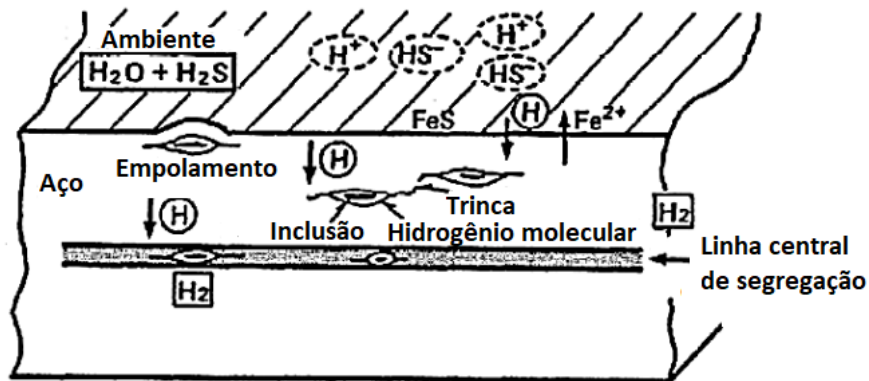 Ambiente
H₂O + H₂S
H⁺
HS⁻
H⁺
HS⁻
FeS
H
Fe²⁺
Empolamento
H
Aço
H
Inclusão
Trinca
Hidrogênio molecular
H₂
Linha central
de segregação
H₂